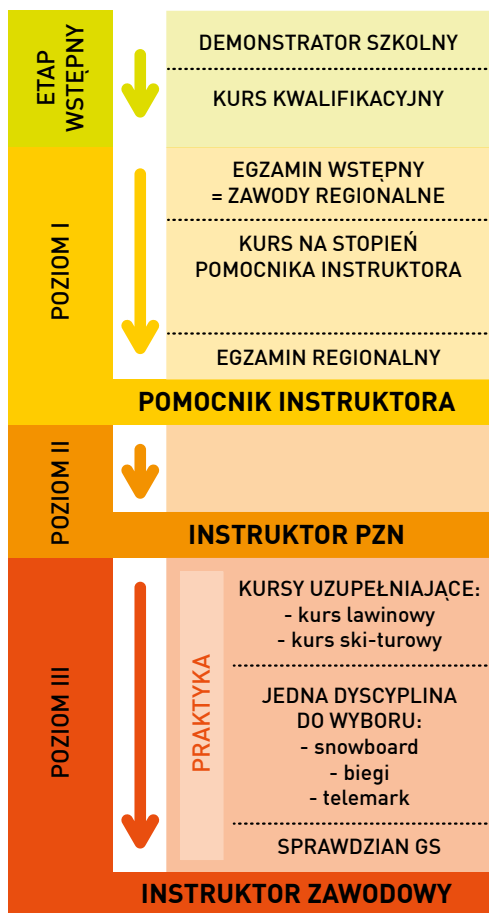 ETAP
WSTĘPNY
DEMONSTRATOR SZKOLNY
KURS KWALIFIKACYJNY
POZIOM I
EGZAMIN WSTĘPNY
= ZAWODY REGIONALNE
KURS NA STOPIEŃ
POMOCNIKA INSTRUKTORA
EGZAMIN REGIONALNY
POMOCNIK INSTRUKTORA
POZIOM II
INSTRUKTOR PZN
POZIOM III
PRAKTYKA
KURSY UZUPEŁNIAJĄCE:
- kurs lawinowy
- kurs ski-turowy
JEDNA DYSCYPLINA
DO WYBORU:
- snowboard
- biegi
- telemark
SPRAWDZIAN GS
INSTRUKTOR ZAWODOWY